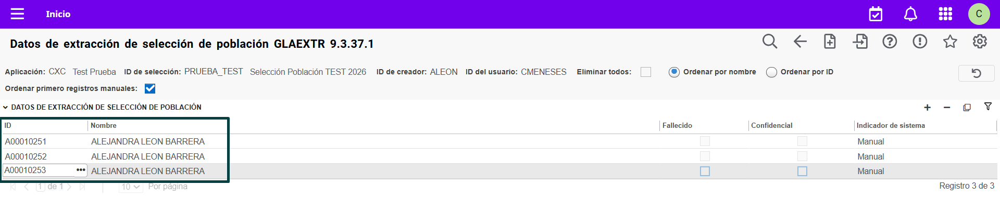 Inicio
C
Datos de extracción de selección de población GLAEXTR 9.3.37.1
Aplicación: CXC Test Prueba ID de selección: PRUEBA_TEST Selección Población TEST 2026 ID de creador: ALEON ID del usuario: CMENESES Eliminar todos: Ordenar por nombre Ordenar por ID
Ordenar primero registros manuales:
DATOS DE EXTRACCIÓN DE SELECCIÓN DE POBLACIÓN
ID Nombre Fallecido Confidencial Indicador de sistema
A00010251 ALEJANDRA LEON BARRERA Manual
A00010252 ALEJANDRA LEON BARRERA Manual
A00010253 ALEJANDRA LEON BARRERA Manual
1 de 1 10 Por página Registro 3 de 3